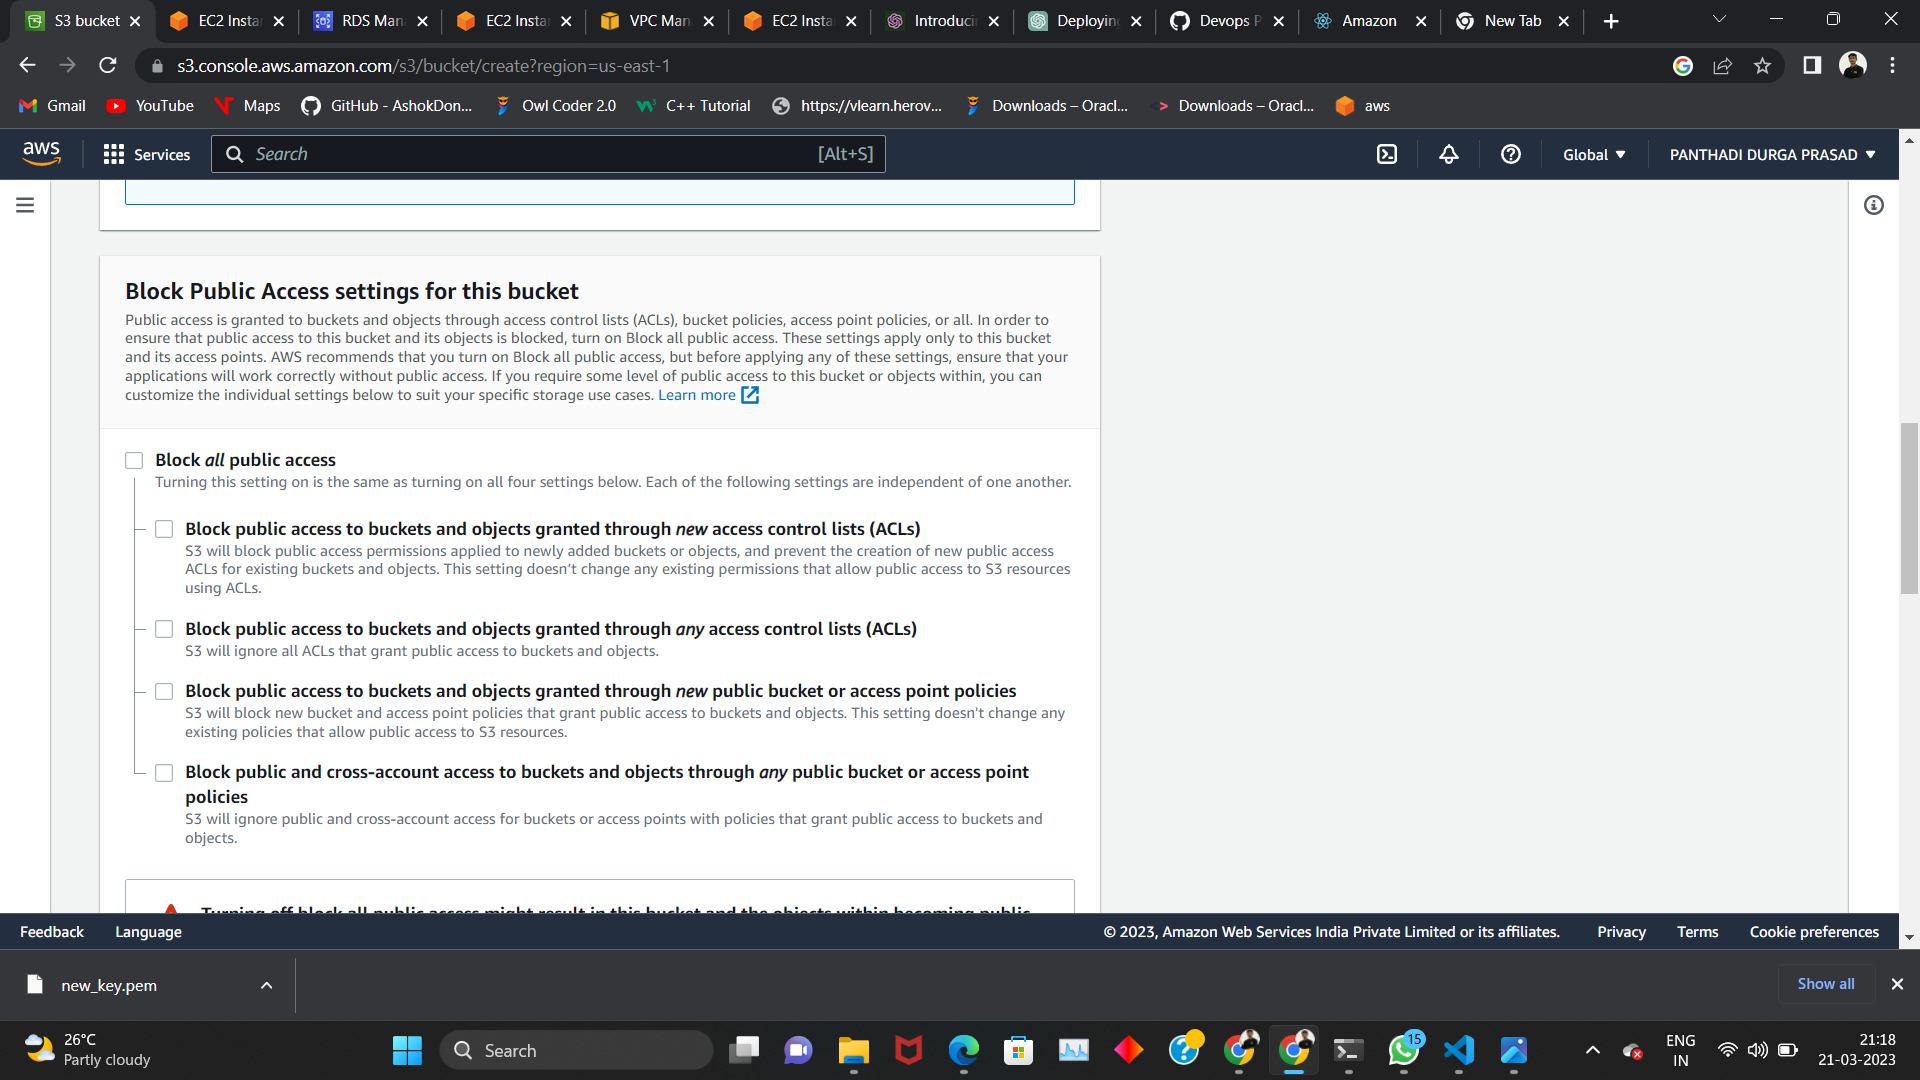 S3 bucket
EC2 Insta
RDS Man
EC2 Insta
VPC Man
EC2 Insta
Introducin
Deploying
Devops P
Amazon
New Tab
s3.console.aws.amazon.com/s3/bucket/create?region=us-east-1
Gmail
YouTube
Maps
GitHub - AshokDon...
Owl Coder 2.0
C++ Tutorial
https://vlearn.herov...
Downloads – Oracl...
Downloads – Oracl...
aws
aws
Services
Search
[Alt+S]
Global
PANTHADI DURGA PRASAD
Block Public Access settings for this bucket
Public access is granted to buckets and objects through access control lists (ACLs), bucket policies, access point policies, or all. In order to
ensure that public access to this bucket and its objects is blocked, turn on Block all public access. These settings apply only to this bucket
and its access points. AWS recommends that you turn on Block all public access, but before applying any of these settings, ensure that your
applications will work correctly without public access. If you require some level of public access to this bucket or objects within, you can
customize the individual settings below to suit your specific storage use cases. Learn more
Block all public access
Turning this setting on is the same as turning on all four settings below. Each of the following settings are independent of one another.
Block public access to buckets and objects granted through new access control lists (ACLs)
S3 will block public access permissions applied to newly added buckets or objects, and prevent the creation of new public access
ACLs for existing buckets and objects. This setting doesn't change any existing permissions that allow public access to S3 resources
using ACLs.
Block public access to buckets and objects granted through any access control lists (ACLs)
S3 will ignore all ACLs that grant public access to buckets and objects.
Block public access to buckets and objects granted through new public bucket or access point policies
S3 will block new bucket and access point policies that grant public access to buckets and objects. This setting doesn't change any
existing policies that allow public access to S3 resources.
Block public and cross-account access to buckets and objects through any public bucket or access point
policies
S3 will ignore public and cross-account access for buckets or access points with policies that grant public access to buckets and
objects.
Turning off block all public access might result in this bucket and the objects within becoming public
Feedback
Language
© 2023, Amazon Web Services India Private Limited or its affiliates.
Privacy
Terms
Cookie preferences
new_key.pem
Show all
26°C
Partly cloudy
Search
15
ENG
IN
21:18
21-03-2023